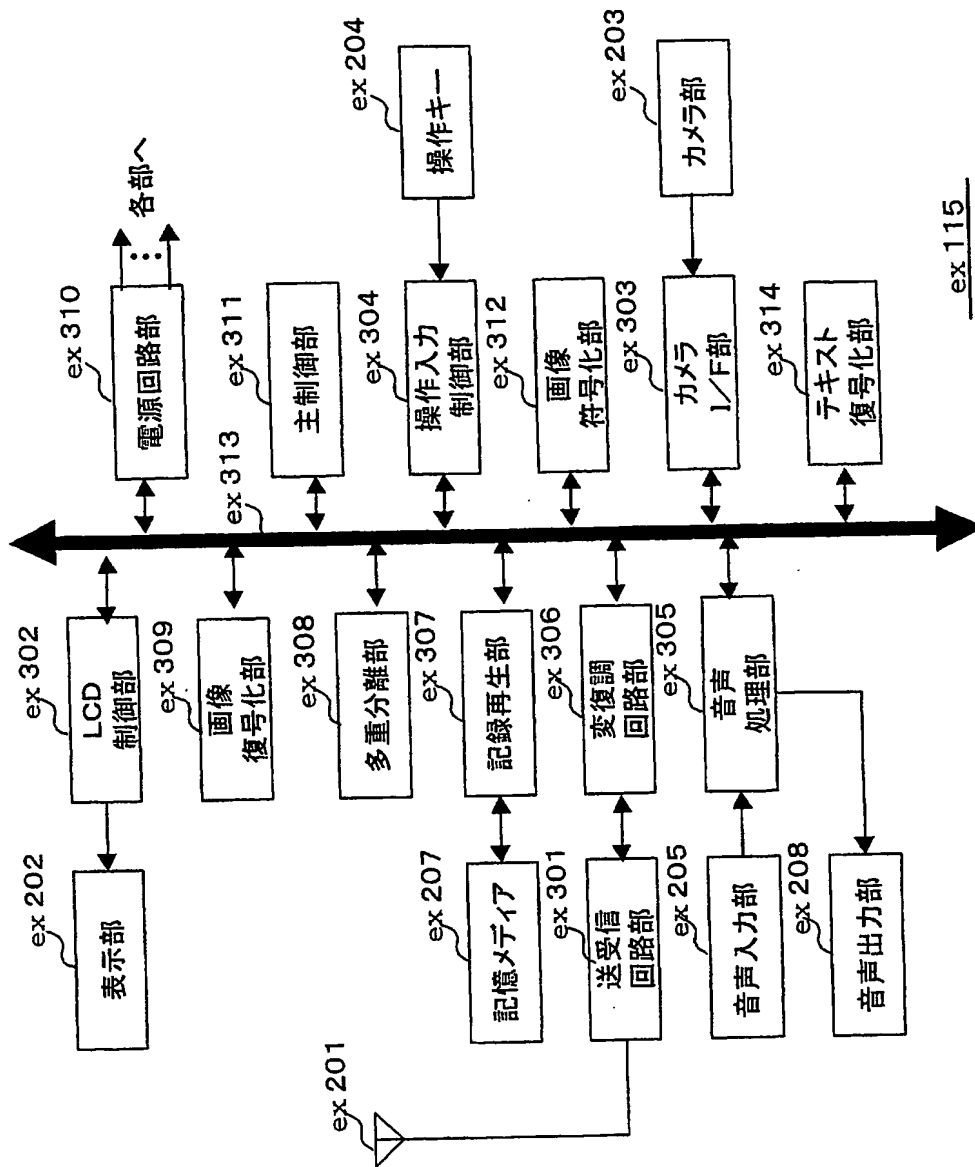 ex 201
ex 202
表示部
ex 302
LCD
制御部
ex 309
画像
復号化部
ex 308
多重分離部
ex 207
記憶メディア
ex 307
記録再生部
ex 301
送受信
回路部
ex 306
変復調
回路部
ex 205
音声入力部
ex 305
音声
処理部
ex 208
音声出力部
ex 313
ex 310
電源回路部
各部へ
ex 311
主制御部
ex 304
操作入力
制御部
ex 204
操作キー
ex 312
画像
符号化部
ex 303
カメラ
I/F部
ex 203
カメラ部
ex 314
テキスト
復号化部
ex 115